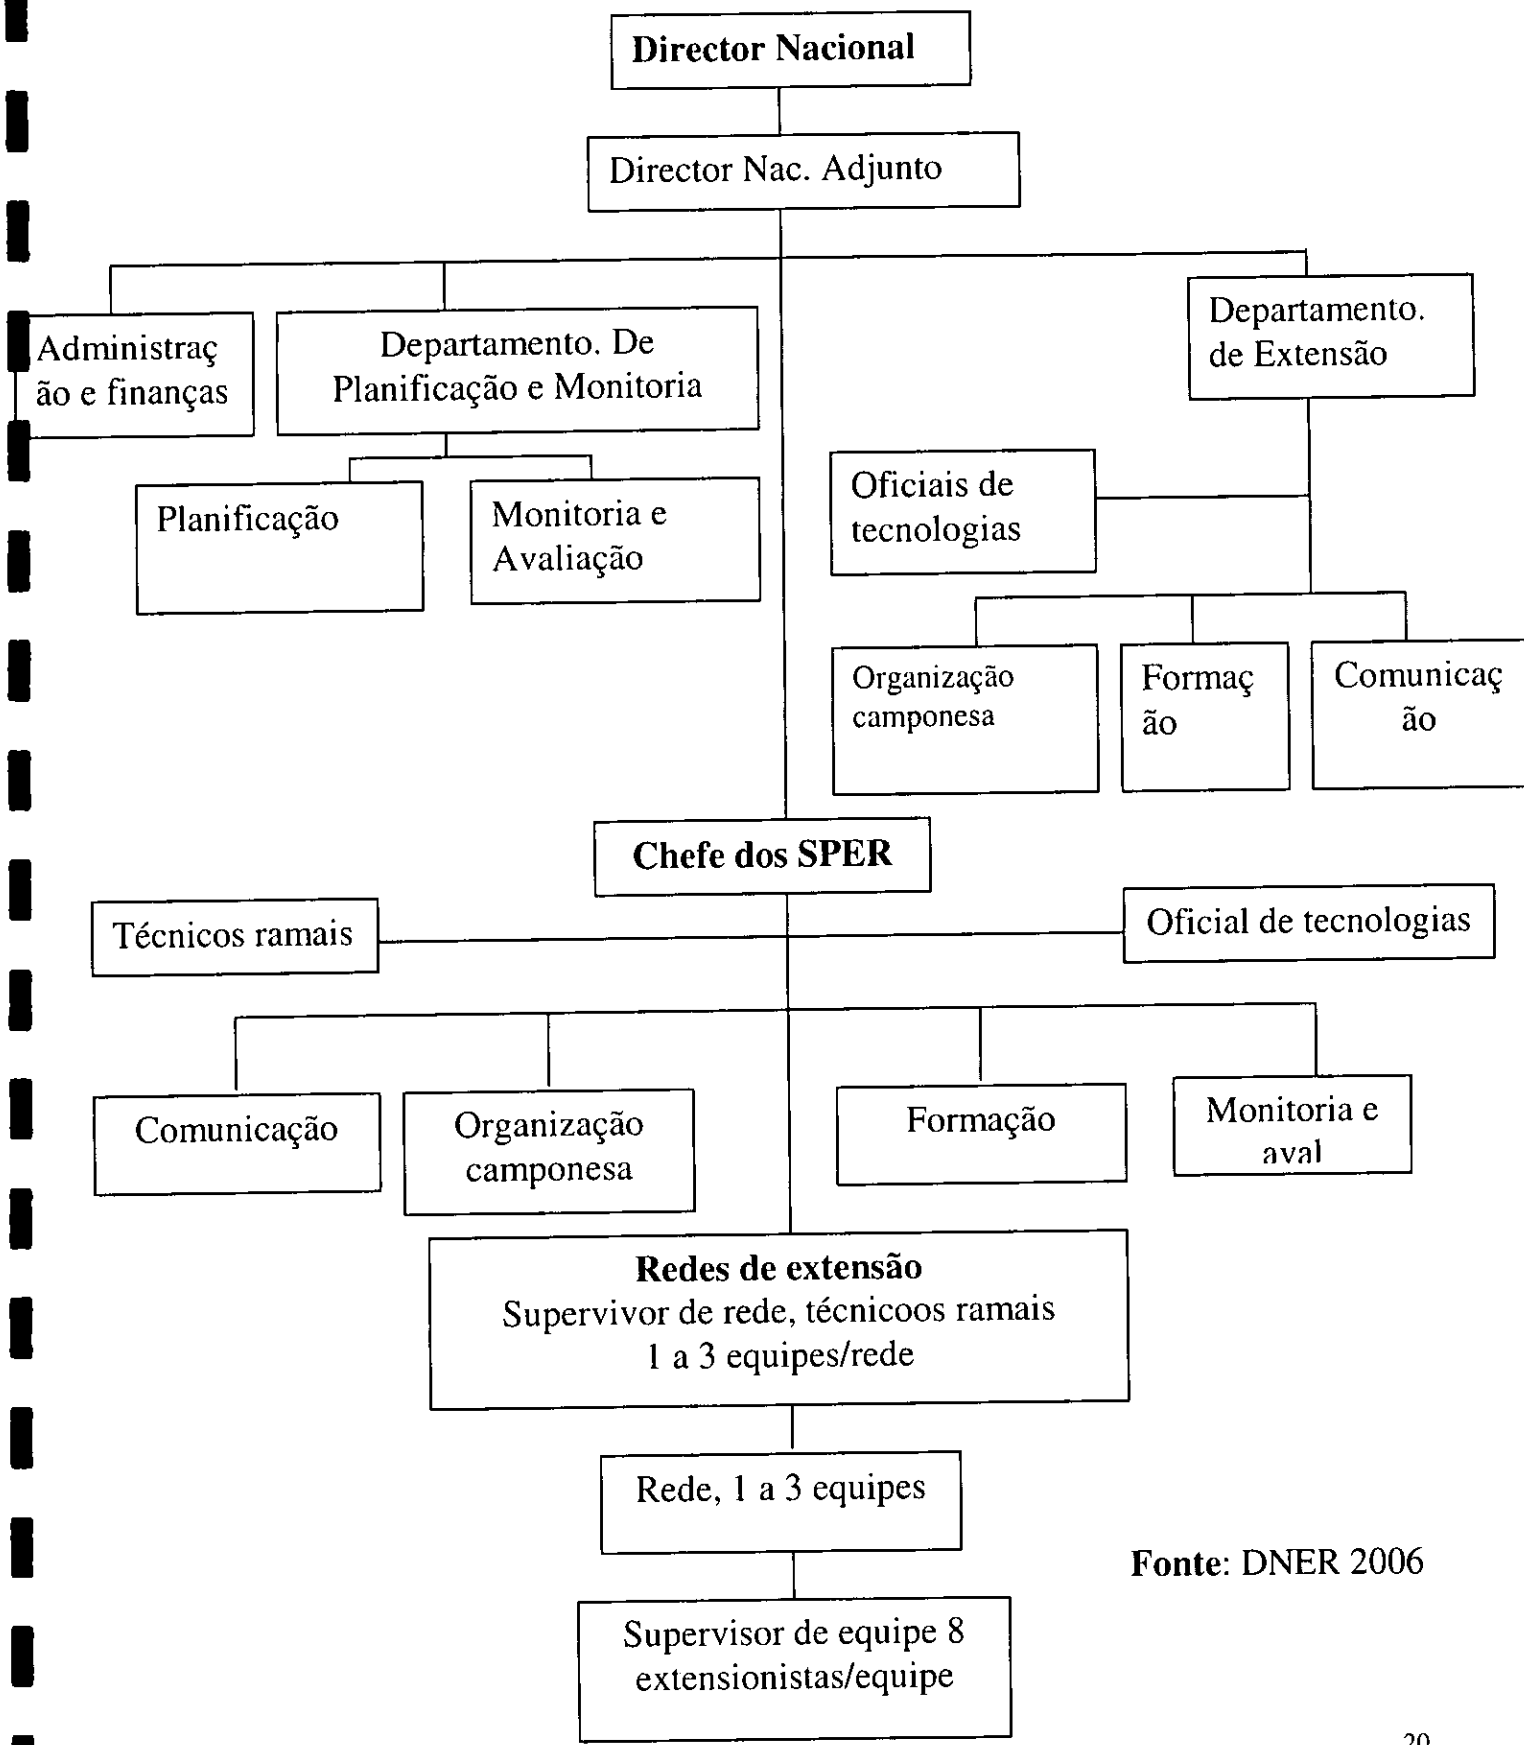 Director Nacional
Director Nac. Adjunto
Administraç
ão e finanças
Departamento. De
Planificação e Monitoria
Departamento.
de Extensão
Planificação
Monitoria e
Avaliação
Oficiais de
tecnologias
Organização
camponesa
Formaç
ão
Comunicaç
ão
Chefe dos SPER
Técnicos ramais
Oficial de tecnologias
Comunicação
Organização
camponesa
Formação
Monitoria e
aval
Redes de extensão
Supervivor de rede, técnicoos ramais
1 a 3 equipes/rede
Rede, 1 a 3 equipes
Fonte: DNER 2006
Supervisor de equipe 8
extensionistas/equipe
20